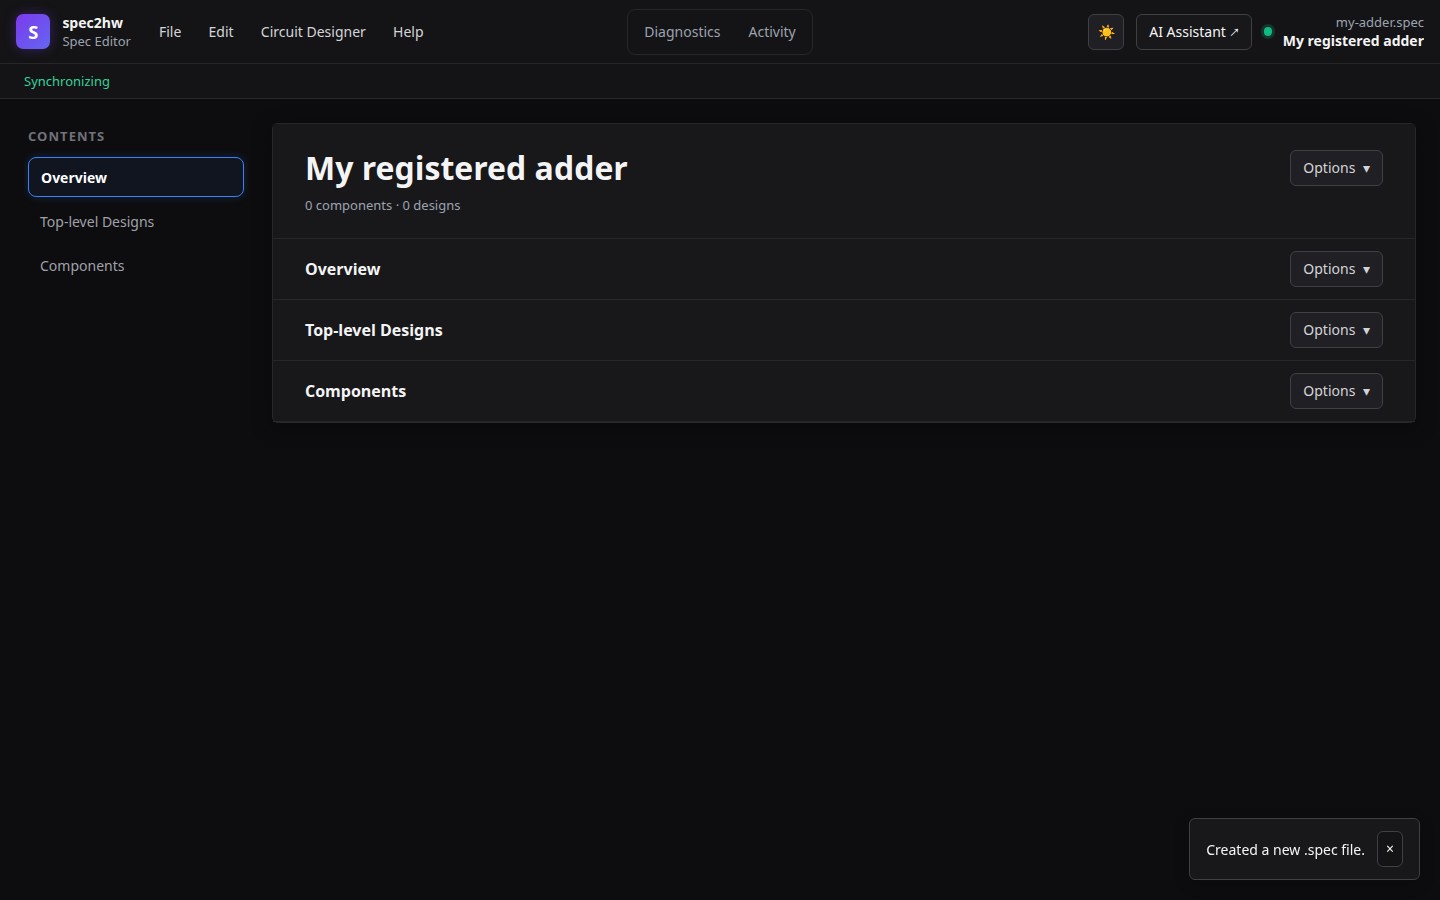 S
spec2hw
Spec Editor
File
Edit
Circuit Designer
Help
Diagnostics
Activity
AI Assistant ↗
my-adder.spec
My registered adder
Synchronizing
CONTENTS
Overview
Top-level Designs
Components
My registered adder
Options ▾
0 components · 0 designs
Overview
Options ▾
Top-level Designs
Options ▾
Components
Options ▾
Created a new .spec file.
×